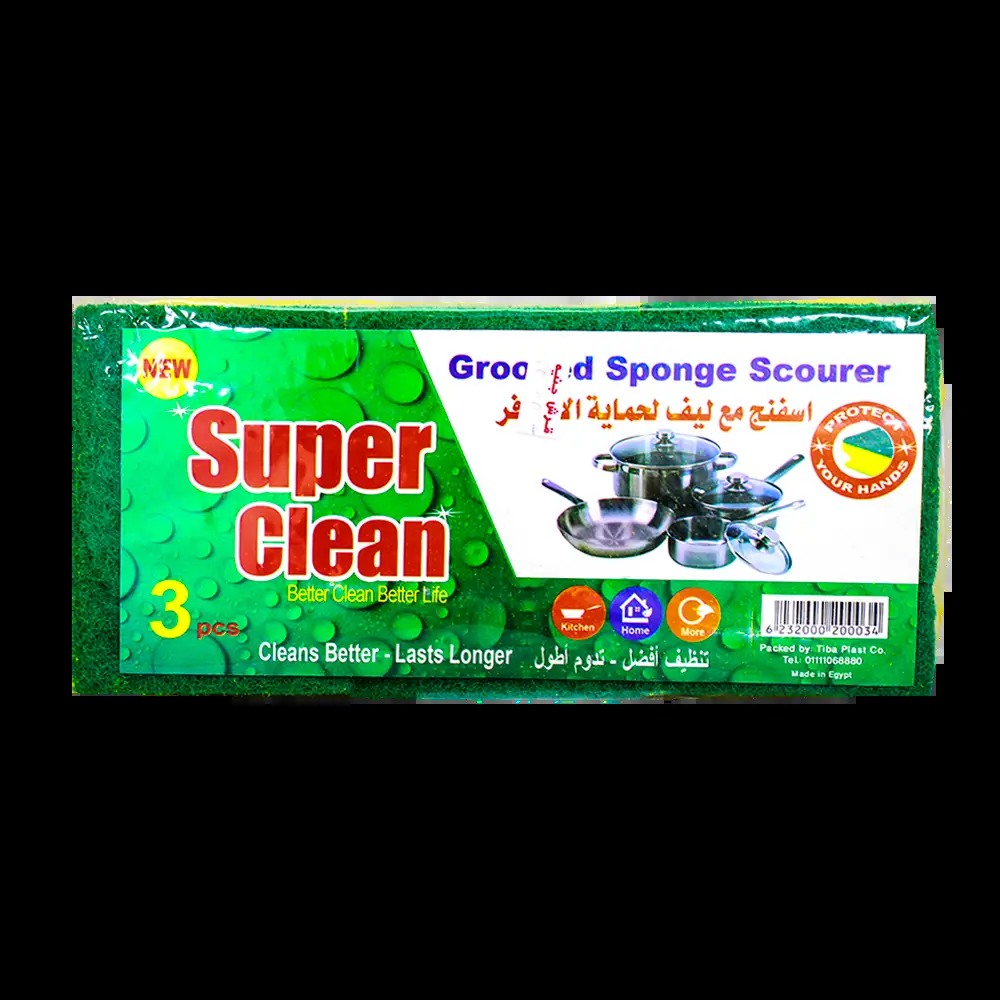 NEW
Super
Clean
Better Clean Better Life
3 pcs
Cleans Better - Lasts Longer
تنظيف أفضل - تدوم أطول
Sponge Scourer
اسفنج مع ليف لحماية
PROTECT
YOUR HANDS
Kitchen
Home
More
6 232000 200034
Packed by: Tiba Plast Co.
Tel: 01111068880
Made in Egypt